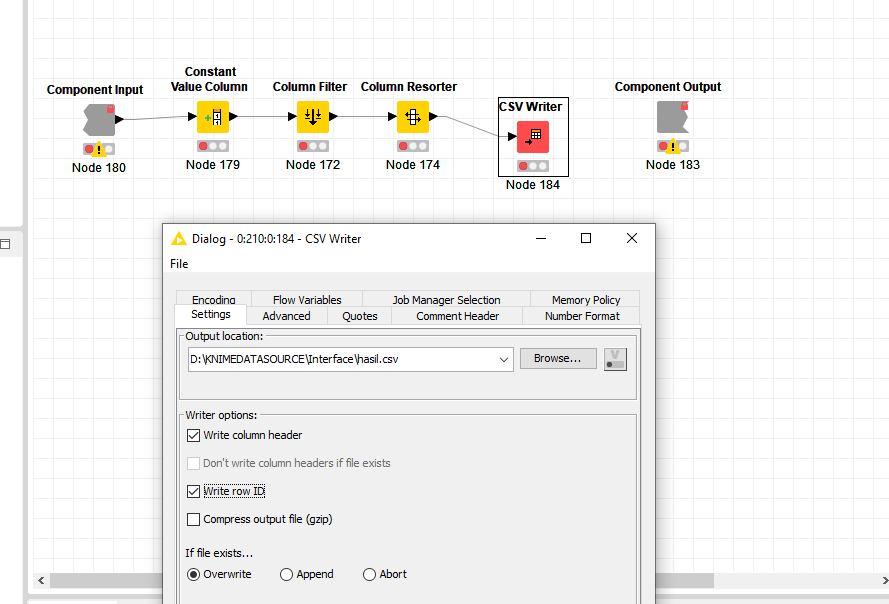 Component Input
Constant
Value Column
Column Filter
Column Resorter
CSV Writer
Component Output
Node 180
Node 179
Node 172
Node 174
Node 184
Node 183
Dialog - 0:210:0:184 - CSV Writer
File
Encoding
Flow Variables
Job Manager Selection
Memory Policy
Settings
Advanced
Quotes
Comment Header
Number Format
Output location:
D:\KNIMEDATASOURCE\Interface\hasil.csv
Browse...
V
Writer options:
Write column header
Don't write column headers if file exists
Write row ID
Compress output file (gzip)
If file exists...
Overwrite
Append
Abort